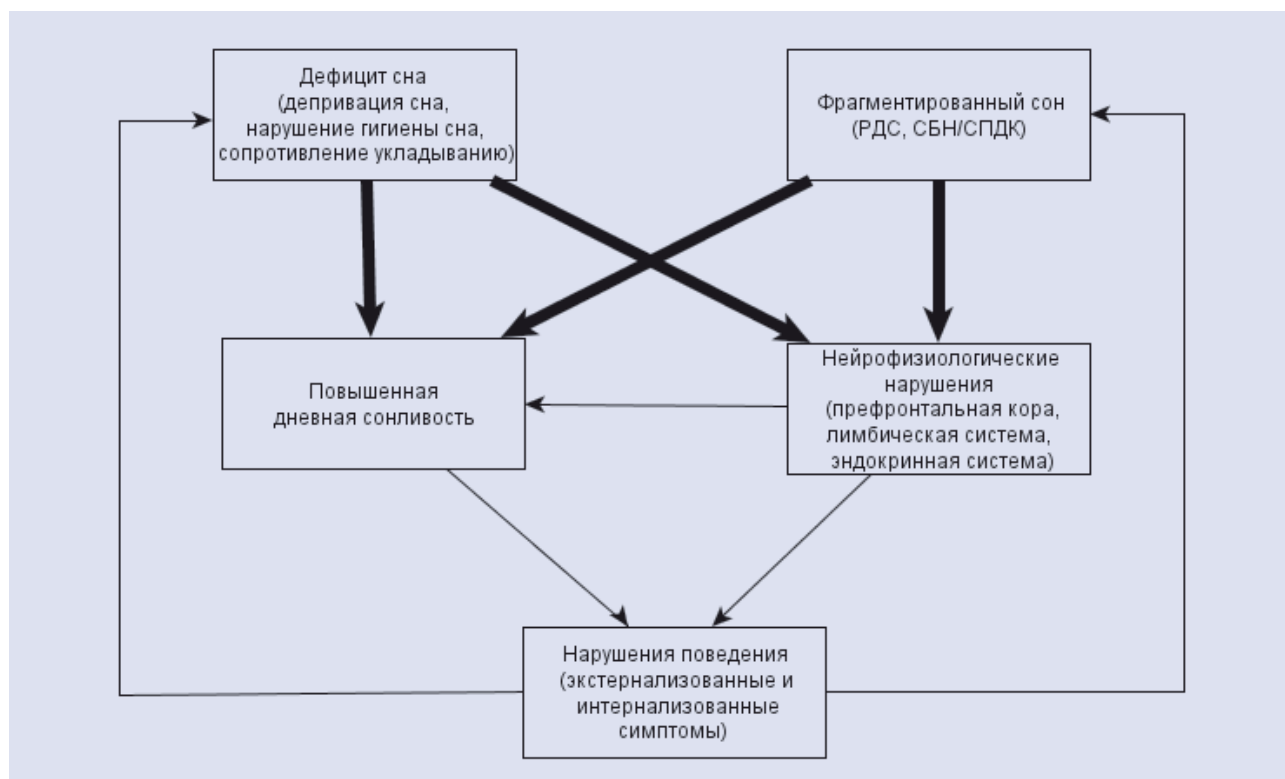 Дефицит сна
(депривация сна,
нарушение гигиены сна,
сопротивление укладыванию)
Фрагментированный сон
(РДС, СБН/СПДК)
Повышенная
дневная сонливость
Нейрофизиологические
нарушения
(префронтальная кора,
лимбическая система,
эндокринная система)
Нарушения поведения
(экстернализованные и
интернализованные
симптомы)